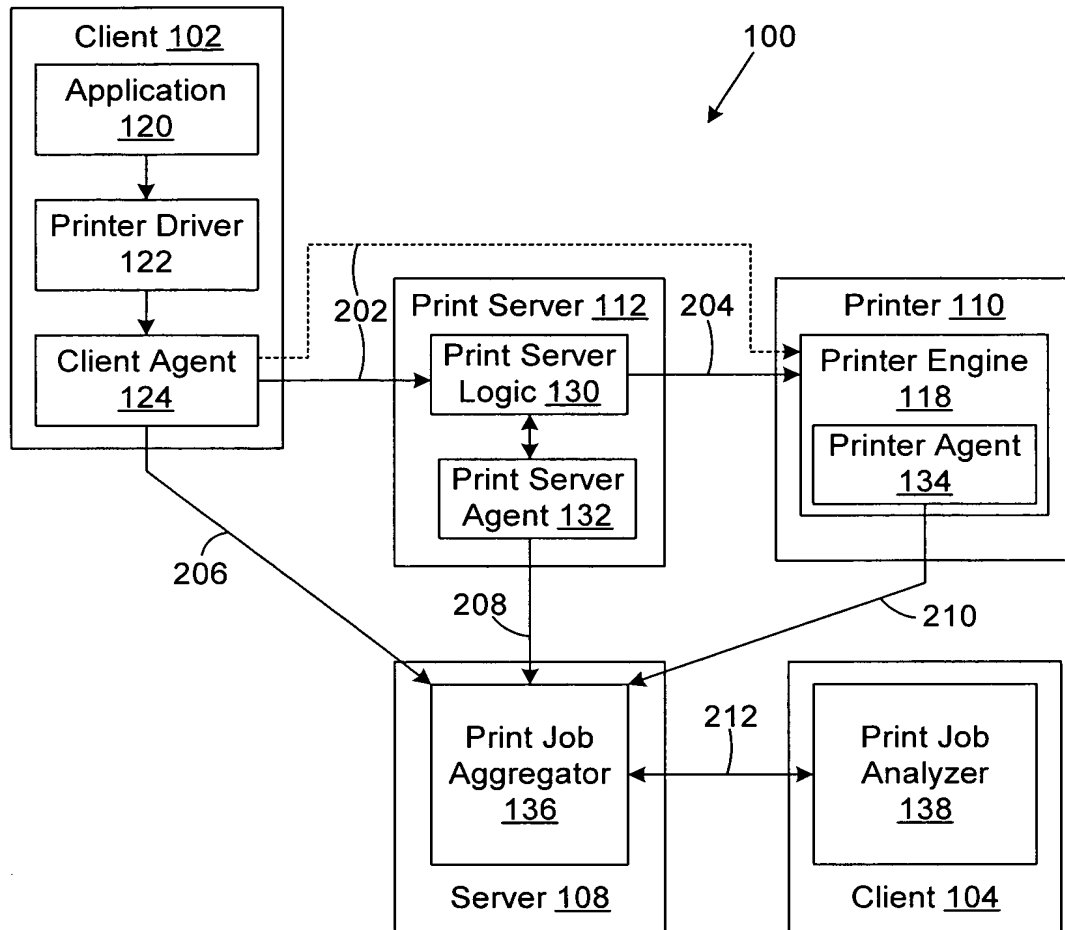 Client 102
100
Application
120
Printer Driver
122
Client Agent
124
202
Print Server 112
Print Server
Logic 130
Print Server
Agent 132
204
Printer 110
Printer Engine
118
Printer Agent
134
206
208
210
Print Job
Aggregator
136
Server 108
212
Print Job
Analyzer
138
Client 104